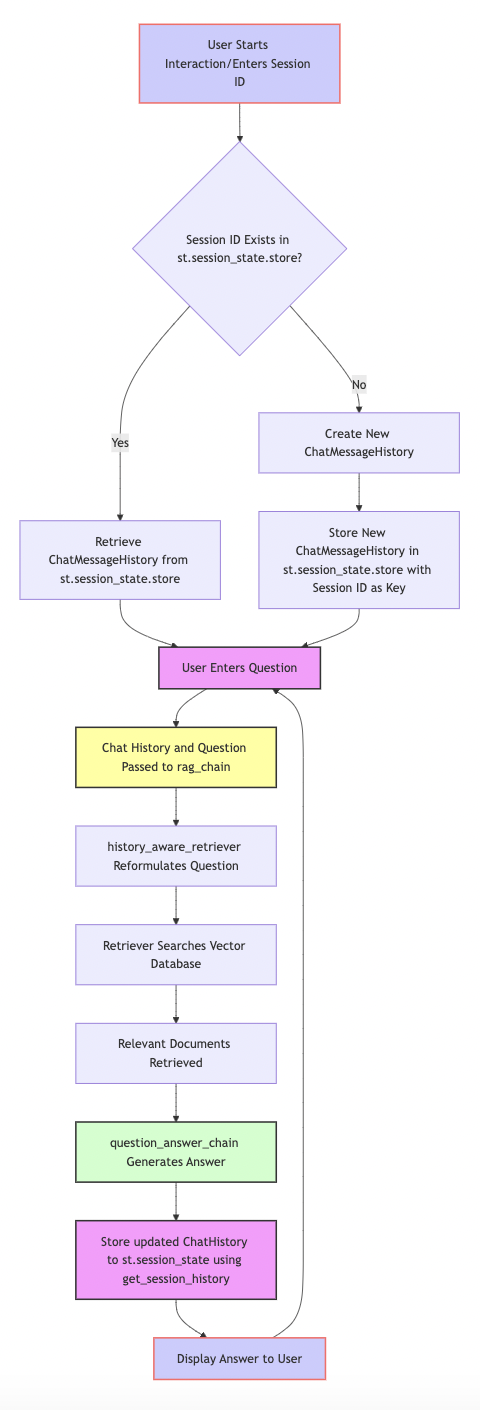 User Starts
Interaction/Enters Session
ID
Session ID Exists in
st.session_state.store?
No
Create New
ChatMessageHistory
Yes
Retrieve
ChatMessageHistory from
st.session_state.store
Store New
ChatMessageHistory in
st.session_state.store with
Session ID as Key
User Enters Question
Chat History and Question
Passed to rag_chain
history_aware_retriever
Reformulates Question
Retriever Searches Vector
Database
Relevant Documents
Retrieved
question_answer_chain
Generates Answer
Store updated ChatHistory
to st.session_state using
get_session_history
Display Answer to User